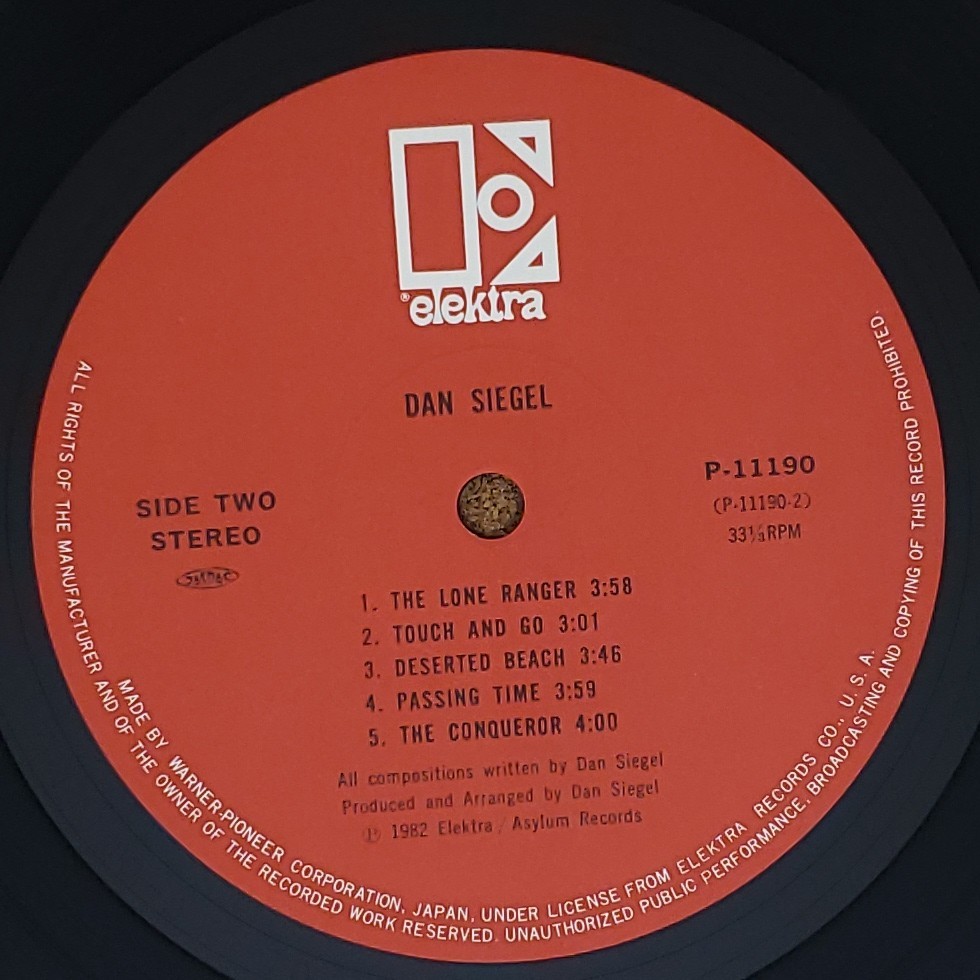 ® elektra
DAN SIEGEL
SIDE TWO
STEREO
JASRAC
P-11190
(P-11190-2)
33⅓RPM
1. THE LONE RANGER 3:58
2. TOUCH AND GO 3:01
3. DESERTED BEACH 3:46
4. PASSING TIME 3:59
5. THE CONQUEROR 4:00
All compositions written by Dan Siegel
Produced and Arranged by Dan Siegel
Ⓟ 1982 Elektra / Asylum Records
MADE BY WARNER-PIONEER CORPORATION, JAPAN, UNDER LICENSE FROM ELEKTRA RECORDS CO., U.S.A.
ALL RIGHTS OF THE MANUFACTURER AND OF THE OWNER OF THE RECORDED WORK RESERVED. UNAUTHORIZED PUBLIC PERFORMANCE, BROADCASTING AND COPYING OF THIS RECORD PROHIBITED.